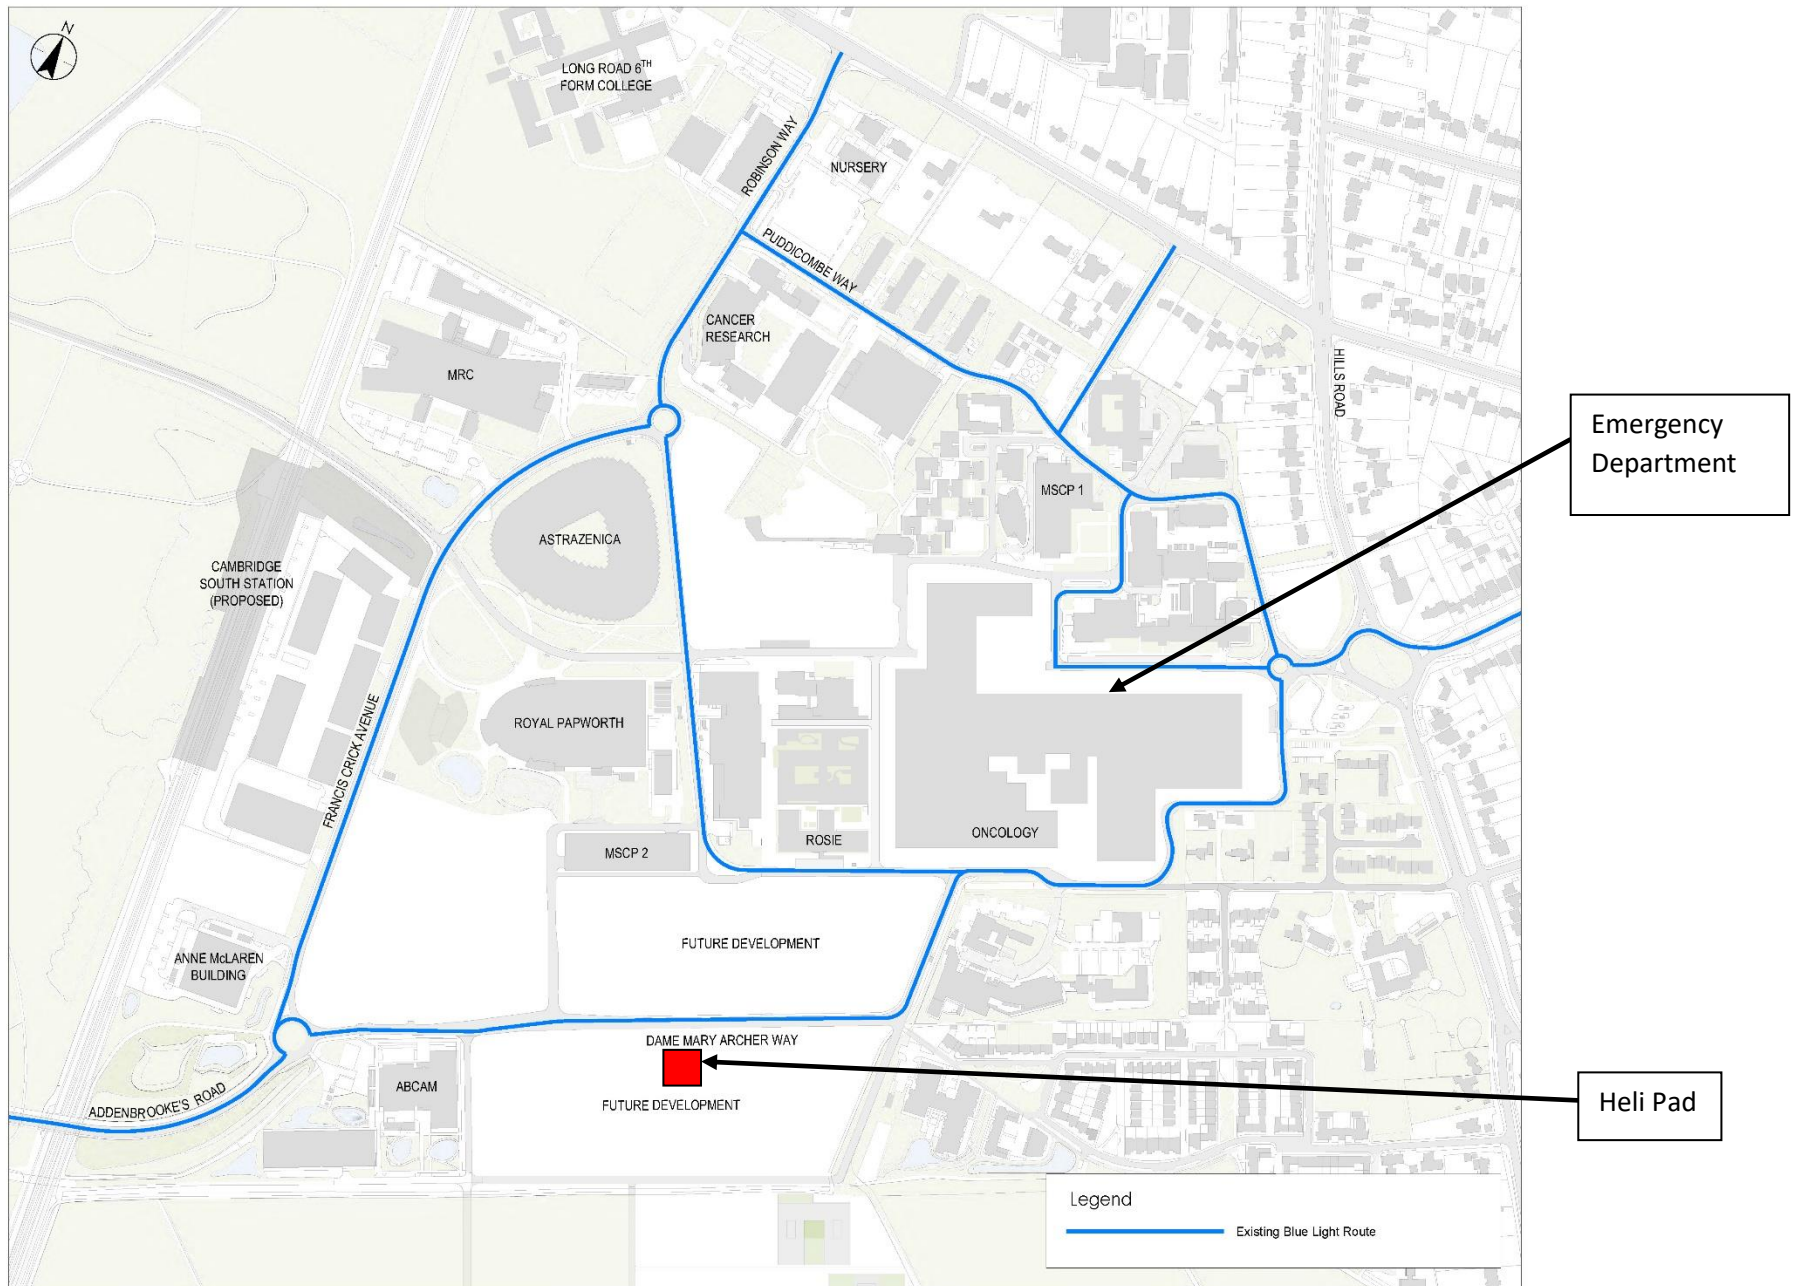 N
LONG ROAD 6TH
FORM COLLEGE
ROBINSON WAY
NURSERY
PUDDICOMBE WAY
CANCER
RESEARCH
MRC
HILLS ROAD
Emergency
Department
MSCP 1
ASTRAZENICA
CAMBRIDGE
SOUTH STATION
(PROPOSED)
ROYAL PAPWORTH
FRANCIS CRICK AVENUE
MSCP 2
ROSIE
ONCOLOGY
FUTURE DEVELOPMENT
ANNE McLAREN
BUILDING
DAME MARY ARCHER WAY
ABCAM
ADDENBROOKE'S ROAD
FUTURE DEVELOPMENT
Heli Pad
Legend
Existing Blue Light Route